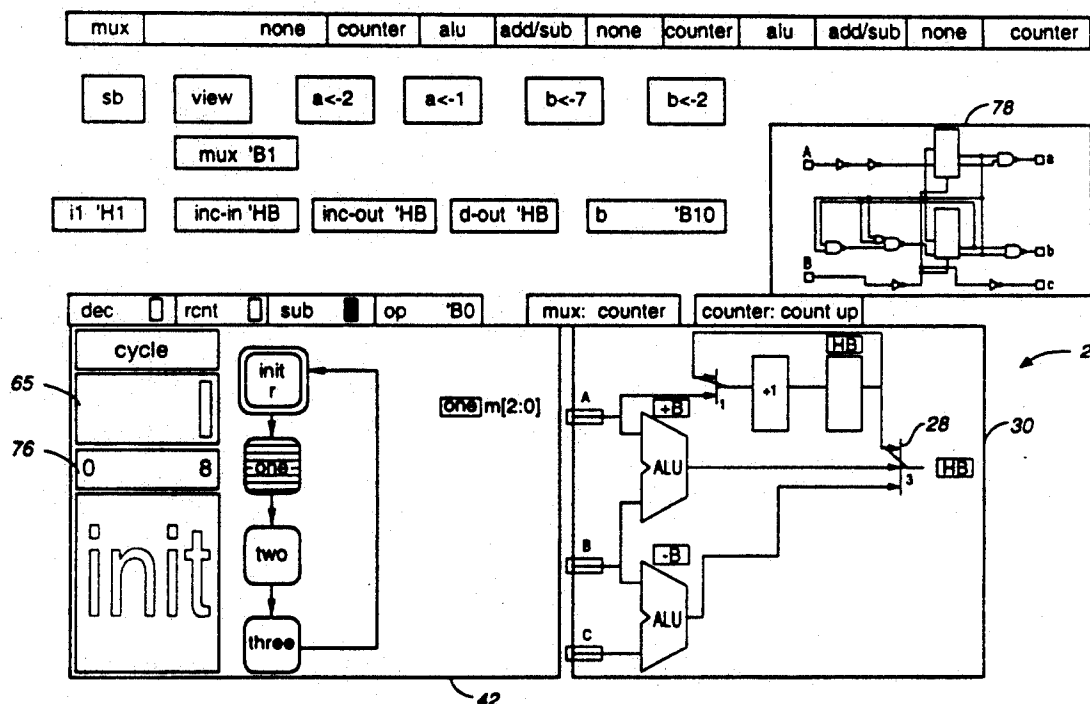 mux none counter alu add/sub none counter alu add/sub none counter
sb view a<-2 a<-1 b<-7 b<-2
78
mux 'B1
A a
i1 'H1 inc-in 'HB inc-out 'HB d-out 'HB b 'B10
b
B
c
dec rcnt sub op 'B0 mux: counter counter: count up
cycle
HB
2
init
r
+1
65
A
1
one m[2:0]
+B
28
30
76
0 8
one
ALU
HB
3
init
two
B
-B
ALU
C
three
42